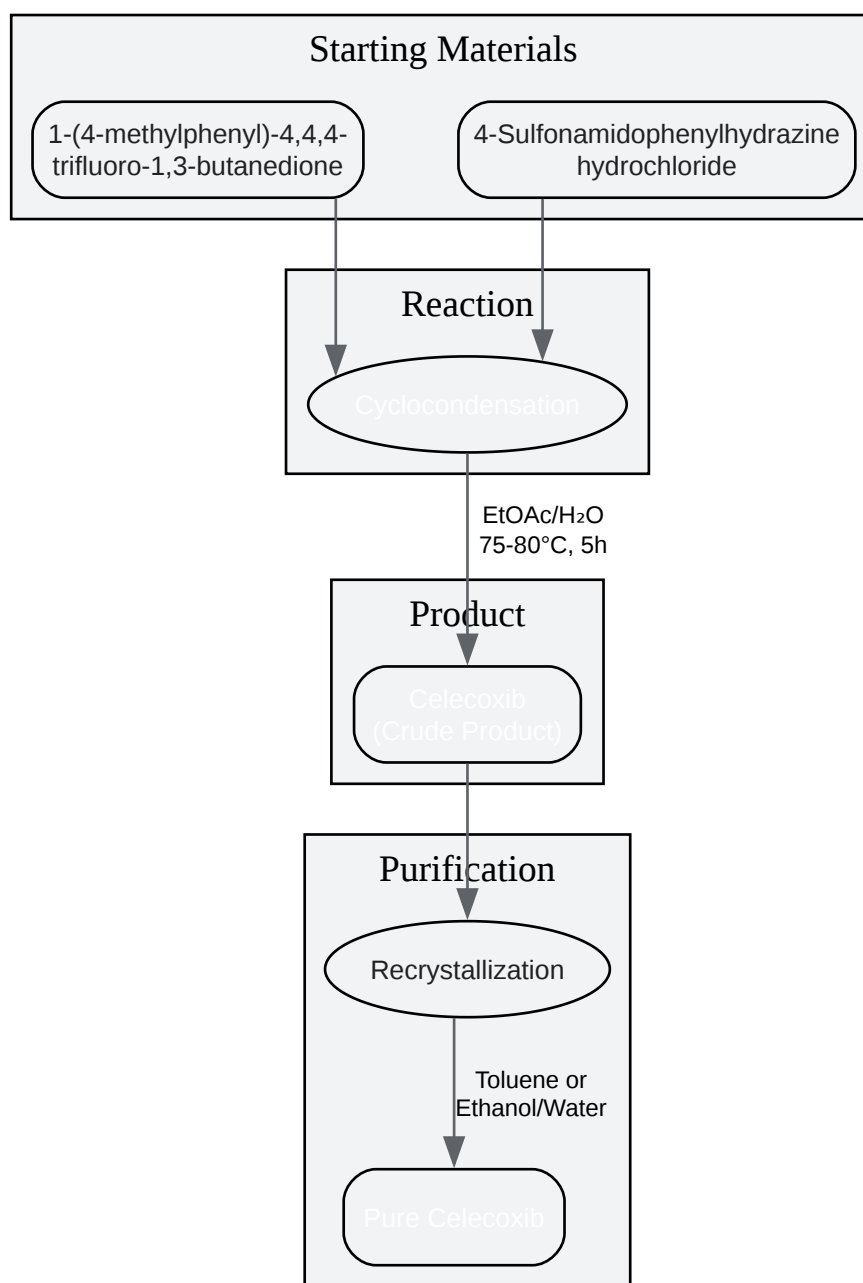 Starting Materials
1-(4-methylphenyl)-4,4,4-
trifluoro-1,3-butanedione
4-Sulfonamidophenylhydrazine
hydrochloride
Reaction
Cyclocondensation
EtOAc/H₂O
75-80°C, 5h
Product
Celecoxib
(Crude Product)
Purification
Recrystallization
Toluene or
Ethanol/Water
Pure Celecoxib